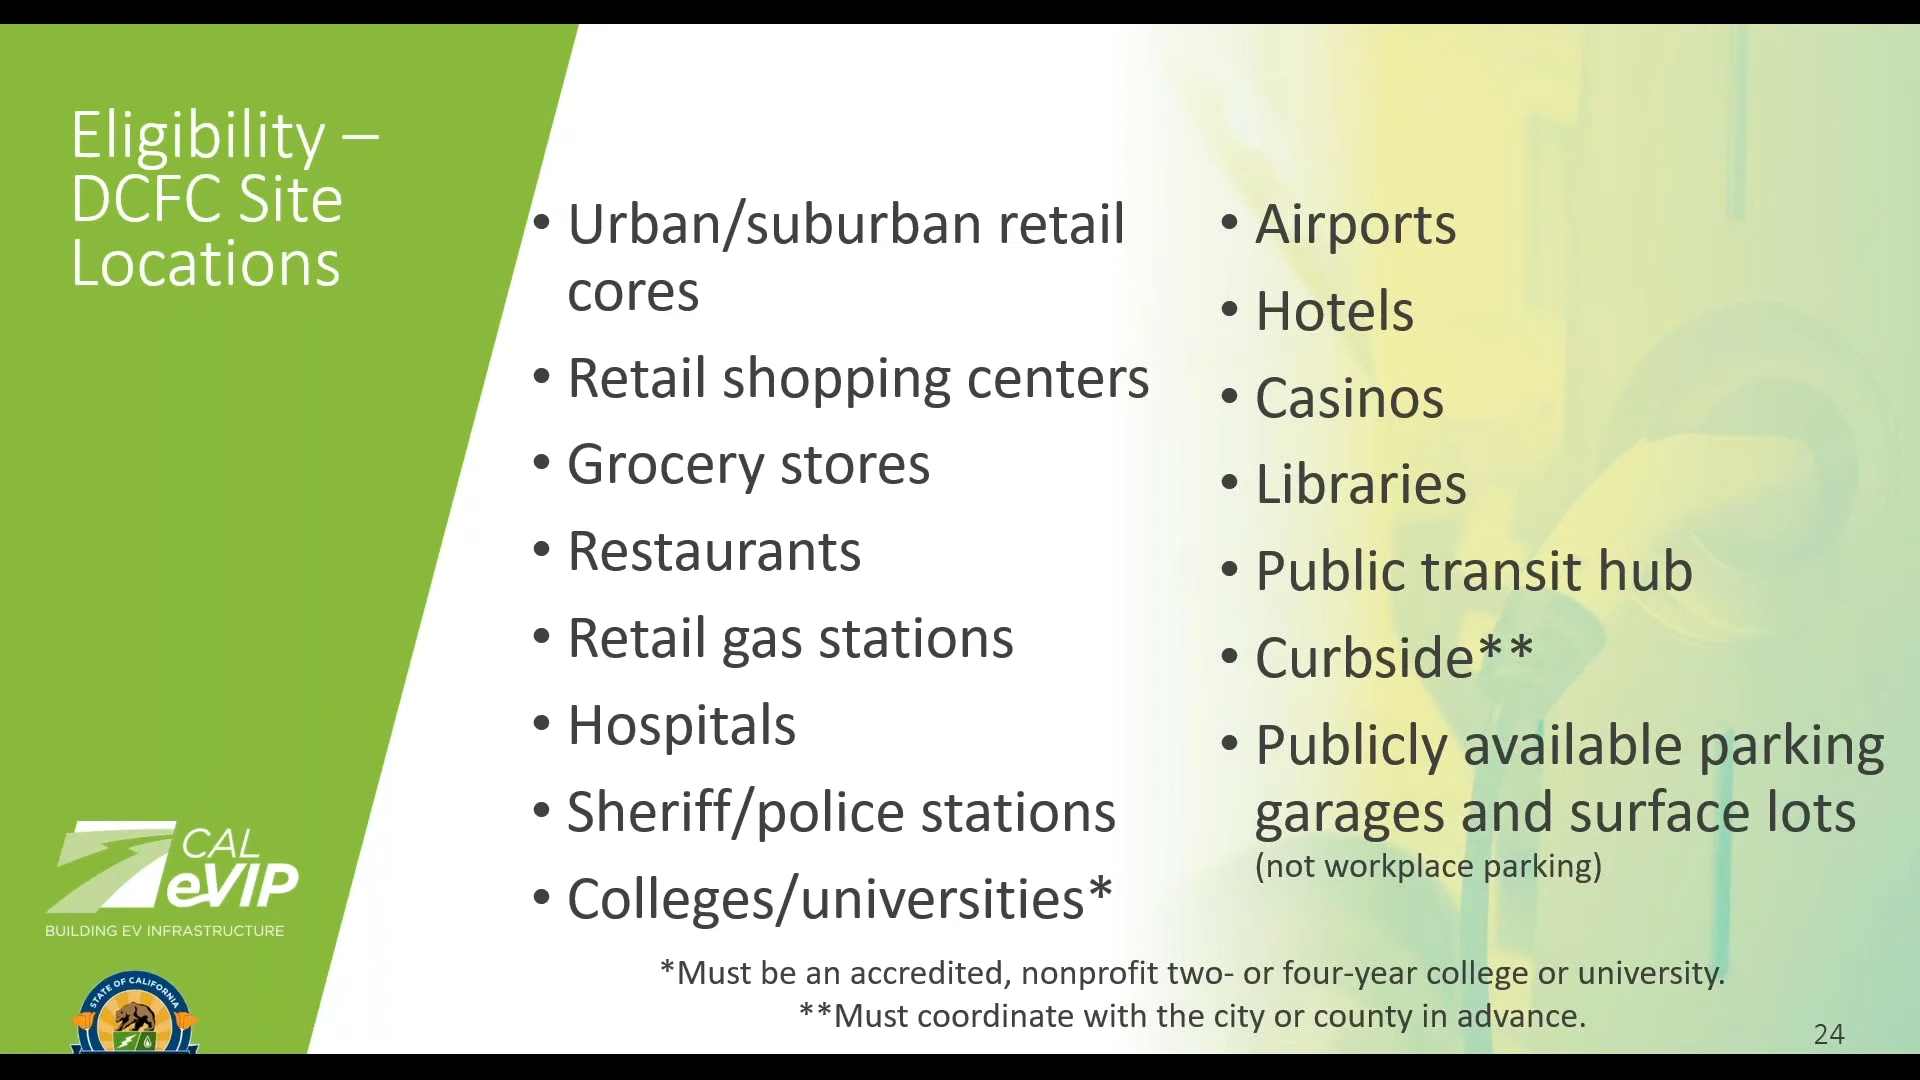 Eligibility –
DCFC Site
Locations
• Urban/suburban retail
cores
• Retail shopping centers
• Grocery stores
• Restaurants
• Retail gas stations
• Hospitals
• Sheriff/police stations
• Colleges/universities*
• Airports
• Hotels
• Casinos
• Libraries
• Public transit hub
• Curbside**
• Publicly available parking
garages and surface lots
(not workplace parking)
*Must be an accredited, nonprofit two- or four-year college or university.
**Must coordinate with the city or county in advance.
CAL
eVIP
BUILDING EV INFRASTRUCTURE
STATE OF CALIFORNIA
24